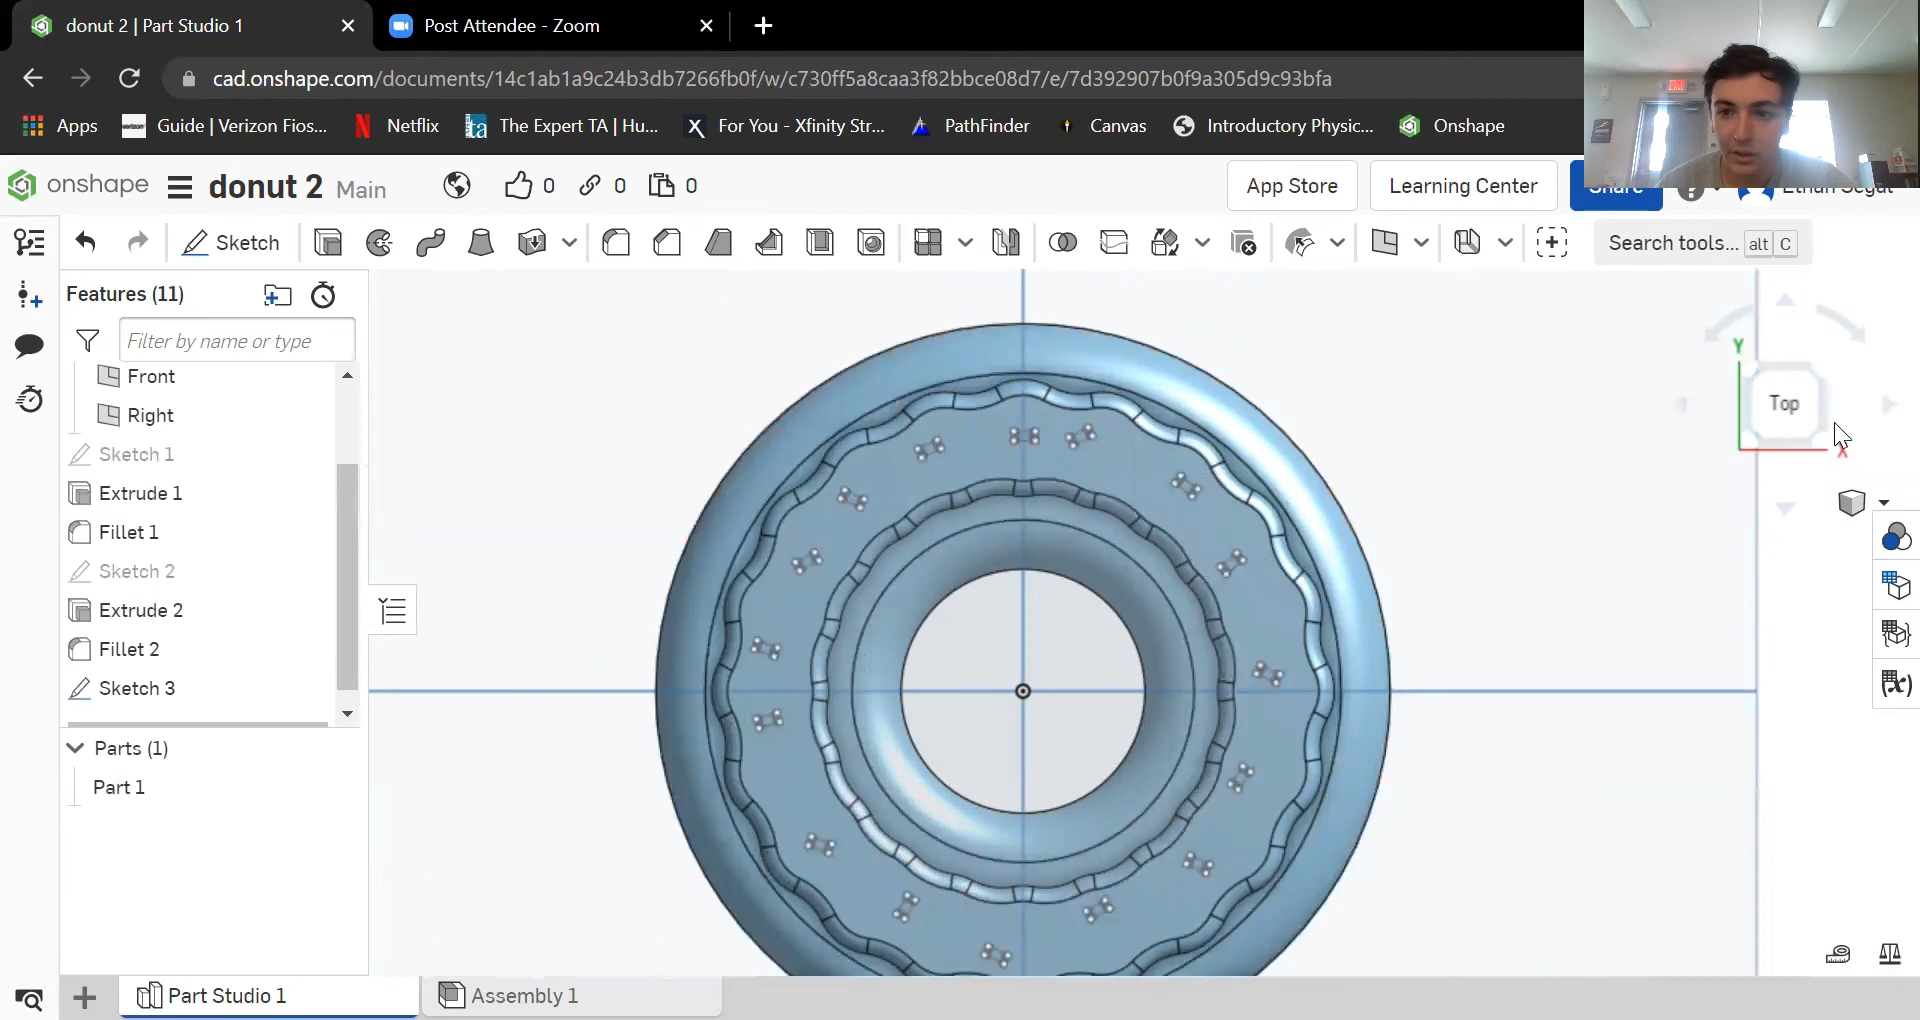 donut 2 | Part Studio 1
Post Attendee - Zoom
cad.onshape.com/documents/14c1ab1a9c24b3db7266fb0f/w/c730ff5a8caa3f82bbce08d7/e/7d392907b0f9a305d9c93bfa
Apps
Guide | Verizon Fios...
Netflix
The Expert TA | Hu...
For You - Xfinity Str...
PathFinder
Canvas
Introductory Physic...
Onshape
EXIT
onshape
donut 2 Main
0
0
0
App Store
Learning Center
Share
Sketch
Search tools... alt C
Features (11)
Filter by name or type
Front
Right
Sketch 1
Extrude 1
Fillet 1
Sketch 2
Extrude 2
Fillet 2
Sketch 3
Parts (1)
Part 1
Y
Top
X
(x)
Part Studio 1
Assembly 1